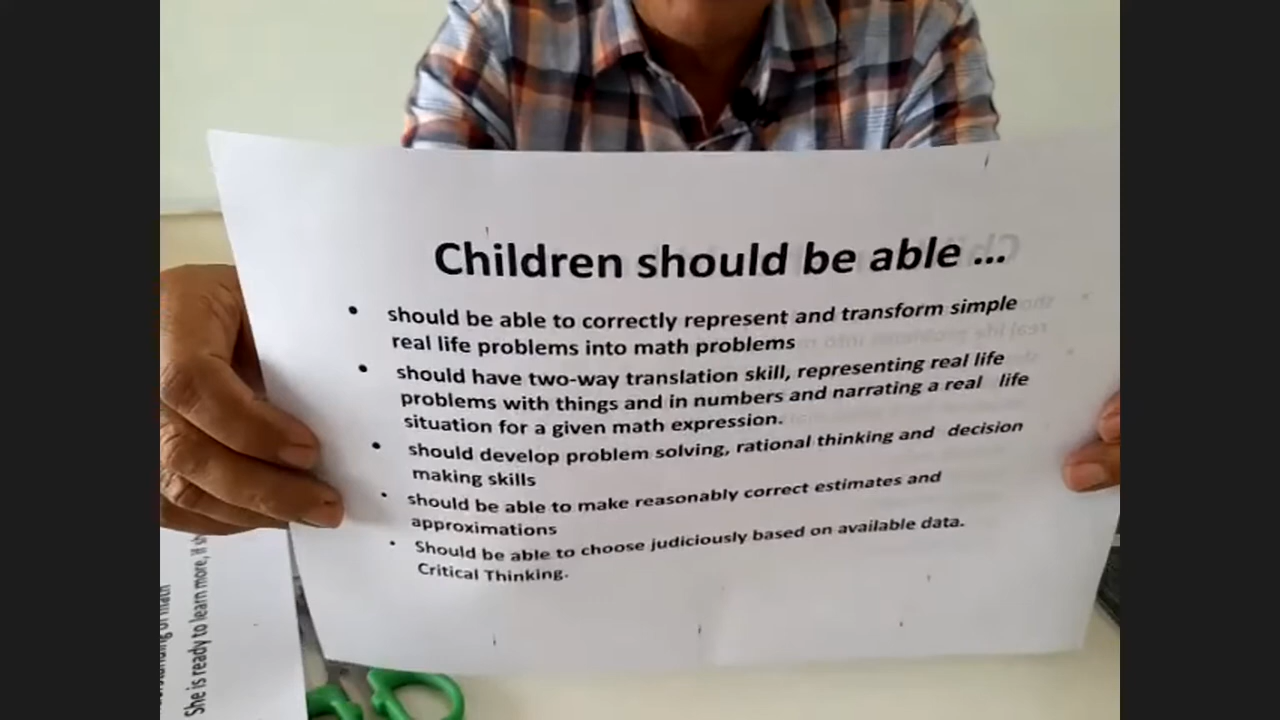 Children should be able ...
• should be able to correctly represent and transform simple
real life problems into math problems
• should have two-way translation skill, representing real life
problems with things and in numbers and narrating a real life
situation for a given math expression.
• should develop problem solving, rational thinking and decision
making skills
• should be able to make reasonably correct estimates and
approximations
• Should be able to choose judiciously based on available data.
Critical Thinking.
She is ready to learn more, if
of math